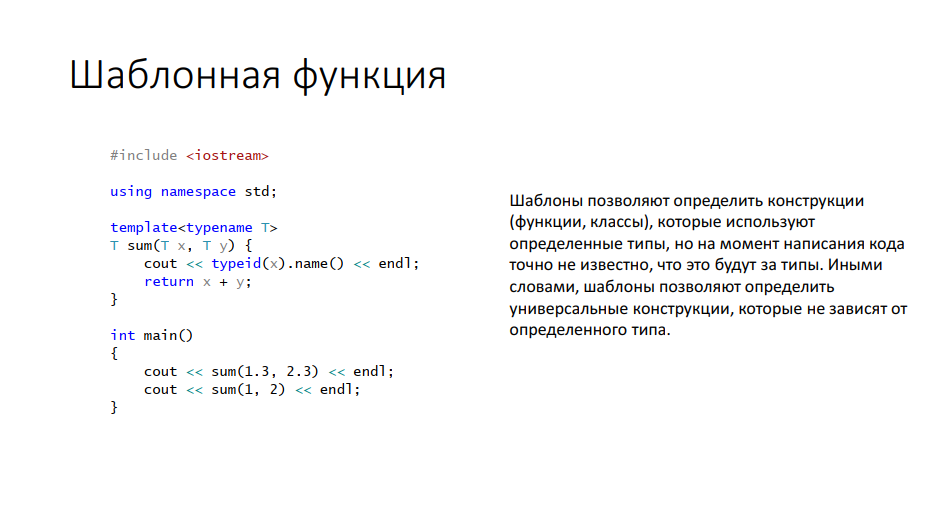 Шаблонная функция
#include <iostream>
using namespace std;
template<typename T>
T sum(T x, T y) {
    cout << typeid(x).name() << endl;
    return x + y;
}
int main()
{
    cout << sum(1.3, 2.3) << endl;
    cout << sum(1, 2) << endl;
}
Шаблоны позволяют определить конструкции
(функции, классы), которые используют
определенные типы, но на момент написания кода
точно не известно, что это будут за типы. Иными
словами, шаблоны позволяют определить
универсальные конструкции, которые не зависят от
определенного типа.